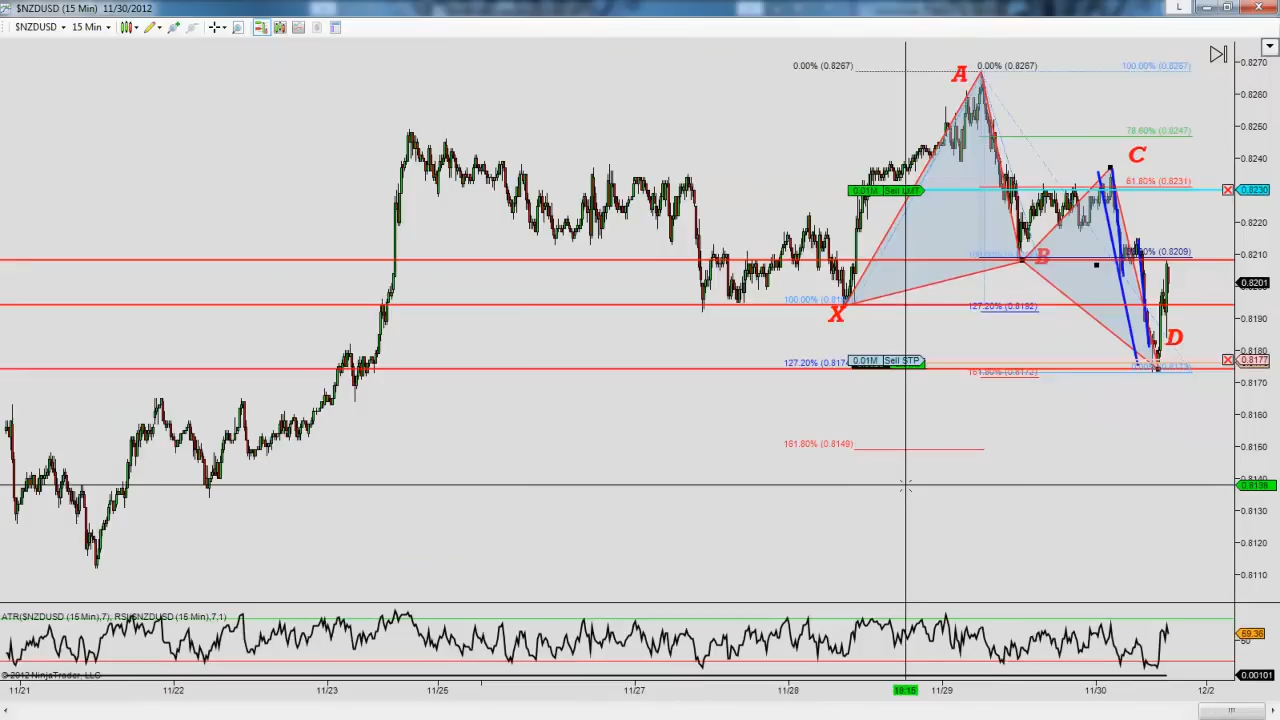 $NZDUSD (15 Min)  11/30/2012
L
$NZDUSD
15 Min
0.8270
0.00% (0.8267)
0.00% (0.8267)
100.00% (0.8267)
A
0.8260
0.8250
78.60% (0.8247)
C
0.8240
61.80% (0.8231)
0.01M
Sell LMT
0.8230
0.8220
0.8210
B
(0.8209)
0.8201
100.00%
127.20% (0.8192)
X
0.8190
D
0.8180
0.01M
Sell STP
127.20%
0.8177
161.80% (0.8172)
0.8170
0.8160
161.80% (0.8149)
0.8150
0.8138
0.8130
0.8120
0.8110
ATR($NZDUSD (15 Min),7), RSI($NZDUSD (15 Min),7,1)
59.36
50
© 2012 NinjaTrader, LLC
0.00101
11/21
11/22
11/23
11/25
11/27
11/28
18:15
11/29
11/30
12/2